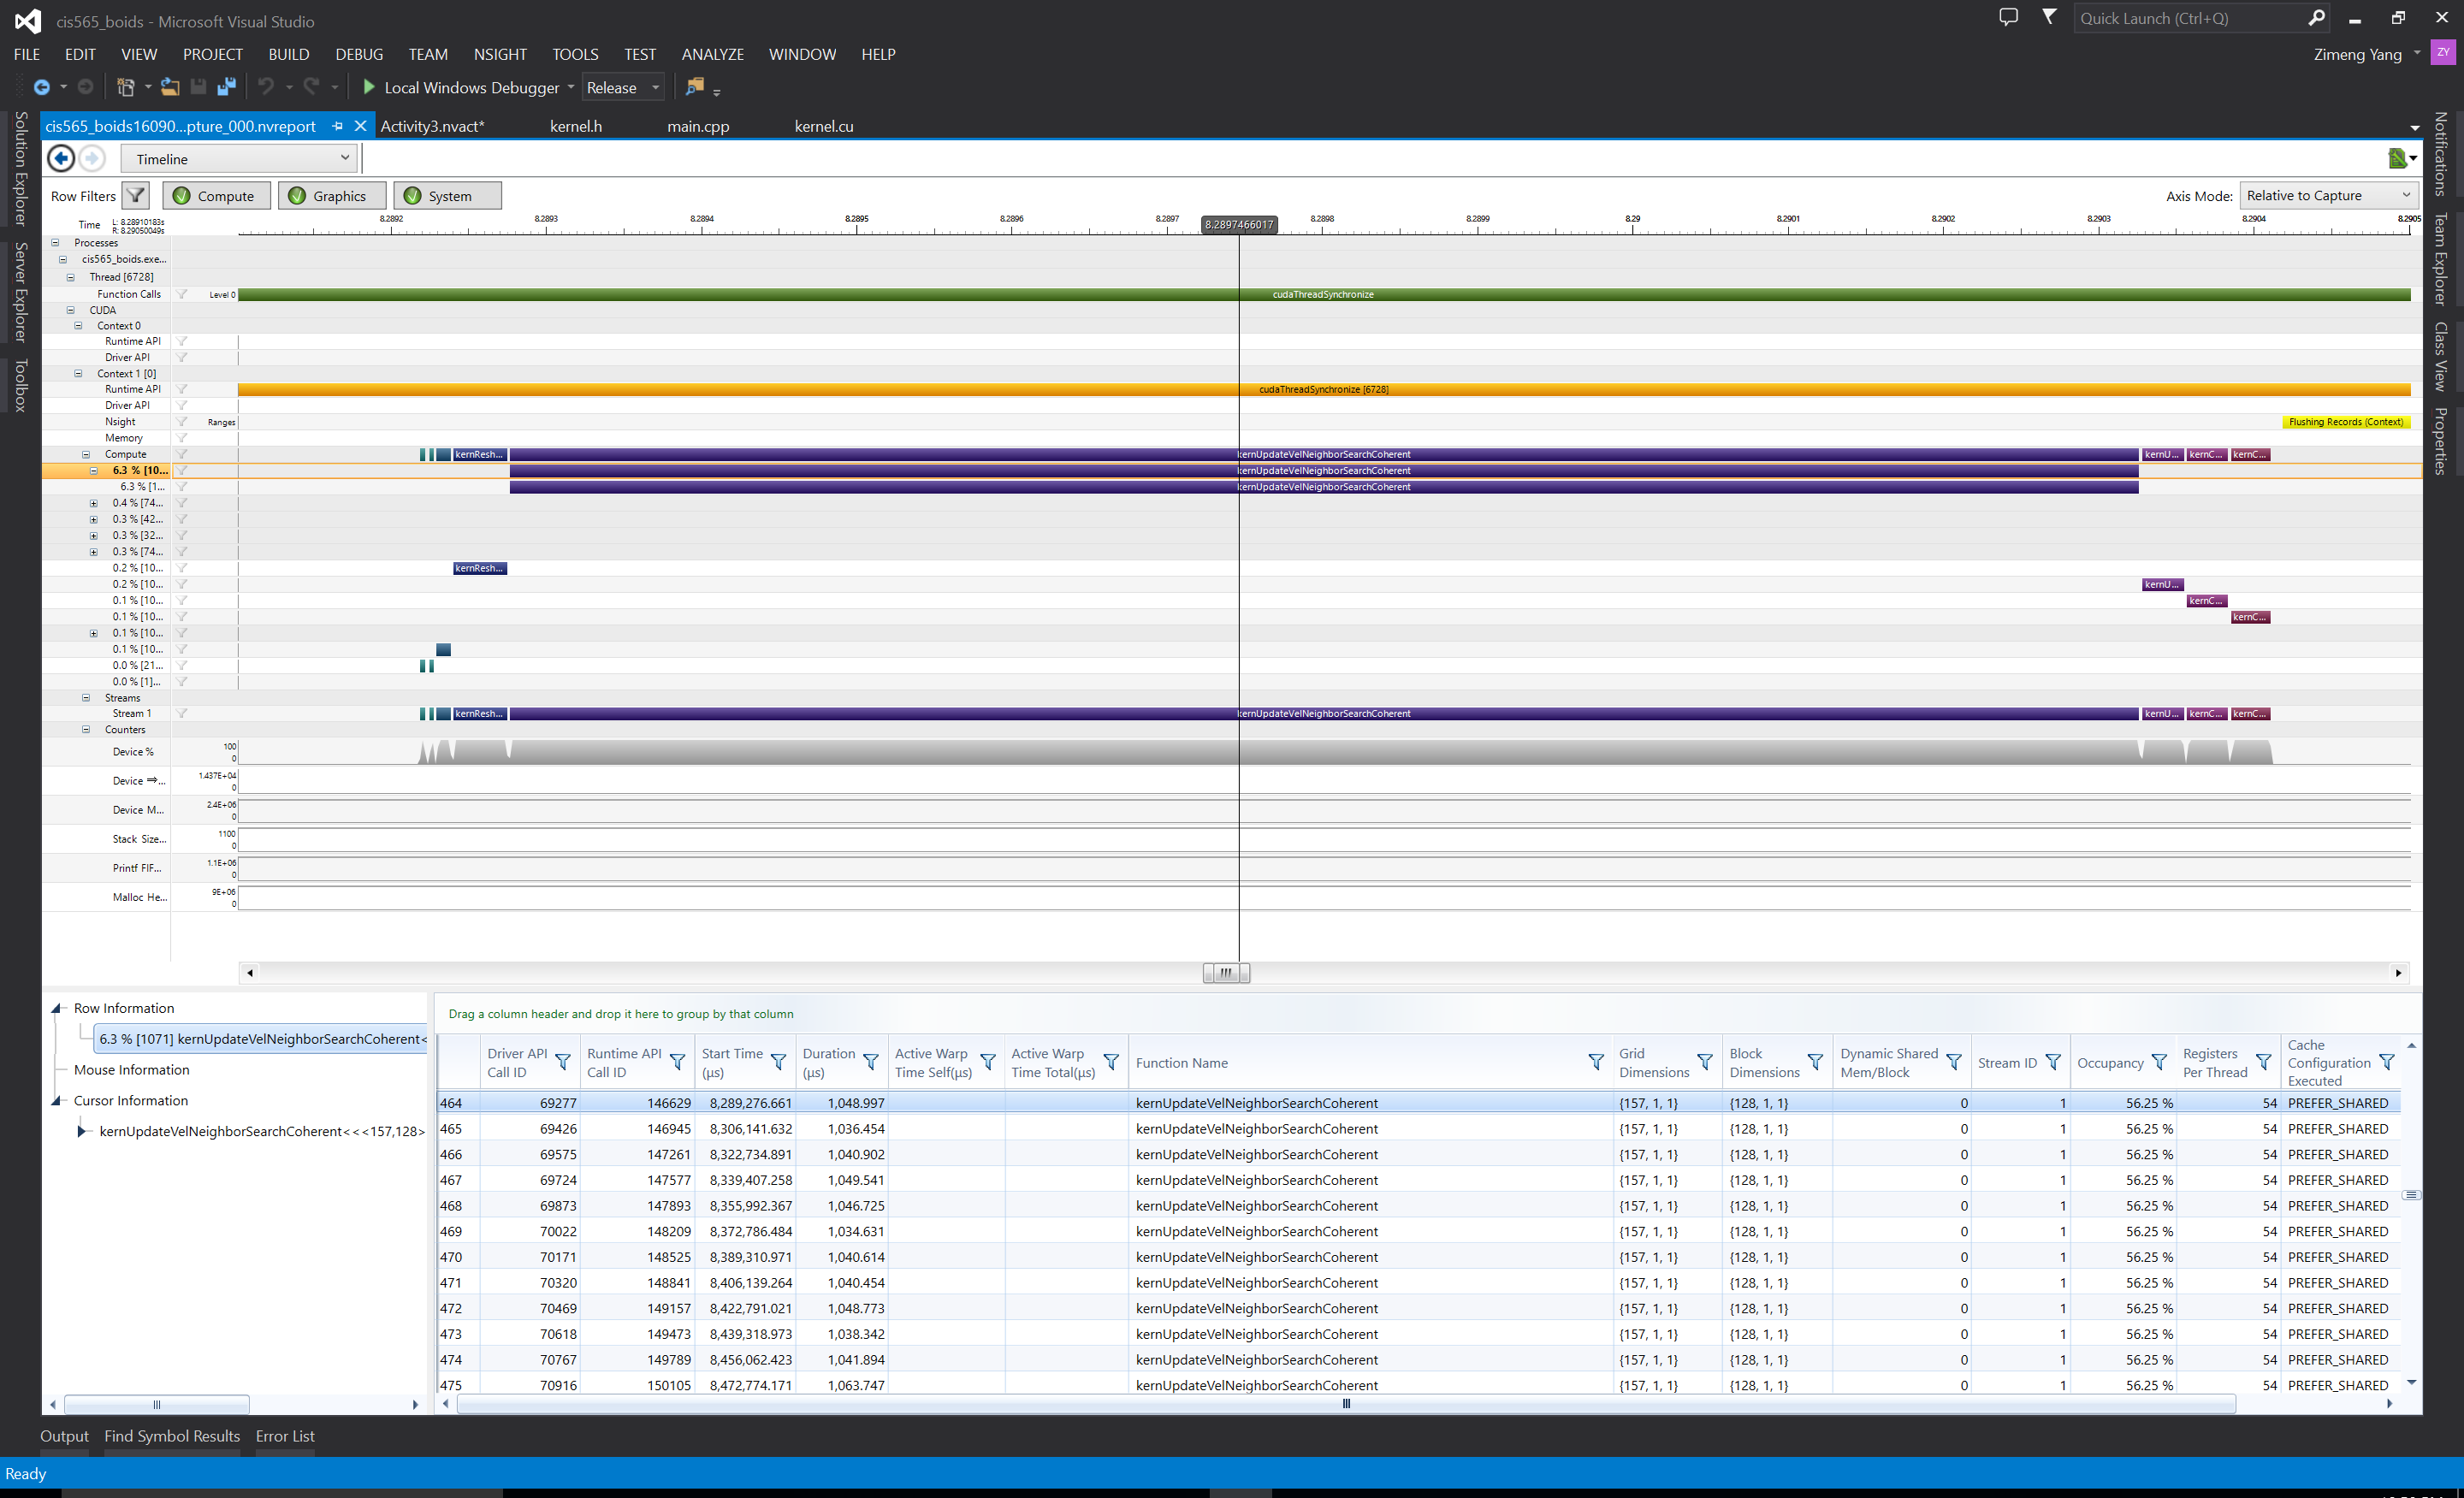 cis565_boids - Microsoft Visual Studio
Quick Launch (Ctrl+Q)
FILE EDIT VIEW PROJECT BUILD DEBUG TEAM NSIGHT TOOLS TEST ANALYZE WINDOW HELP
Zimeng Yang ZY
Local Windows Debugger Release
cis565_boids16090...pture_000.nvreport Activity3.nvact* kernel.h main.cpp kernel.cu
Solution Explorer
Server Explorer
Toolbox
Notifications
Team Explorer
Class View
Properties
Timeline
Row Filters Compute Graphics System Axis Mode: Relative to Capture
Time L: 8.28910183s R: 8.29050049s
8.2892 8.2893 8.2894 8.2895 8.2896 8.2897 8.2897466017 8.2898 8.2899 8.29 8.2901 8.2902 8.2903 8.2904 8.2905
Processes
cis565_boids.exe...
Thread [6728]
Function Calls Level 0 cudaThreadSynchronize
CUDA
Context 0
Runtime API
Driver API
Context 1 [0]
Runtime API cudaThreadSynchronize [6728]
Driver API
Nsight Ranges Flushing Records (Context)
Memory
Compute kernResh... kernUpdateVelNeighborSearchCoherent kernU... kernC... kernC...
6.3 % [10... kernUpdateVelNeighborSearchCoherent
6.3 % [1... kernUpdateVelNeighborSearchCoherent
0.4 % [74...
0.3 % [42...
0.3 % [32...
0.3 % [74...
0.2 % [10... kernResh...
0.2 % [10... kernU...
0.1 % [10... kernC...
0.1 % [10... kernC...
0.1 % [10...
0.1 % [10...
0.0 % [21...
0.0 % [1]...
Streams
Stream 1 kernResh... kernUpdateVelNeighborSearchCoherent kernU... kernC... kernC...
Counters
Device % 100 0
Device ⇒... 1.437E+04 0
Device M... 2.4E+06 0
Stack Size... 1100 0
Printf FIF... 1.1E+06 0
Malloc He... 9E+06 0
Row Information
6.3 % [1071] kernUpdateVelNeighborSearchCoherent<
Mouse Information
Cursor Information
kernUpdateVelNeighborSearchCoherent<<<157,128>
Drag a column header and drop it here to group by that column
Driver API Call ID Runtime API Call ID Start Time (µs) Duration (µs) Active Warp Time Self(µs) Active Warp Time Total(µs) Function Name Grid Dimensions Block Dimensions Dynamic Shared Mem/Block Stream ID Occupancy Registers Per Thread Cache Configuration Executed
464 69277 146629 8,289,276.661 1,048.997 kernUpdateVelNeighborSearchCoherent {157, 1, 1} {128, 1, 1} 0 1 56.25 % 54 PREFER_SHARED
465 69426 146945 8,306,141.632 1,036.454 kernUpdateVelNeighborSearchCoherent {157, 1, 1} {128, 1, 1} 0 1 56.25 % 54 PREFER_SHARED
466 69575 147261 8,322,734.891 1,040.902 kernUpdateVelNeighborSearchCoherent {157, 1, 1} {128, 1, 1} 0 1 56.25 % 54 PREFER_SHARED
467 69724 147577 8,339,407.258 1,049.541 kernUpdateVelNeighborSearchCoherent {157, 1, 1} {128, 1, 1} 0 1 56.25 % 54 PREFER_SHARED
468 69873 147893 8,355,992.367 1,046.725 kernUpdateVelNeighborSearchCoherent {157, 1, 1} {128, 1, 1} 0 1 56.25 % 54 PREFER_SHARED
469 70022 148209 8,372,786.484 1,034.631 kernUpdateVelNeighborSearchCoherent {157, 1, 1} {128, 1, 1} 0 1 56.25 % 54 PREFER_SHARED
470 70171 148525 8,389,310.971 1,040.614 kernUpdateVelNeighborSearchCoherent {157, 1, 1} {128, 1, 1} 0 1 56.25 % 54 PREFER_SHARED
471 70320 148841 8,406,139.264 1,040.454 kernUpdateVelNeighborSearchCoherent {157, 1, 1} {128, 1, 1} 0 1 56.25 % 54 PREFER_SHARED
472 70469 149157 8,422,791.021 1,048.773 kernUpdateVelNeighborSearchCoherent {157, 1, 1} {128, 1, 1} 0 1 56.25 % 54 PREFER_SHARED
473 70618 149473 8,439,318.973 1,038.342 kernUpdateVelNeighborSearchCoherent {157, 1, 1} {128, 1, 1} 0 1 56.25 % 54 PREFER_SHARED
474 70767 149789 8,456,062.423 1,041.894 kernUpdateVelNeighborSearchCoherent {157, 1, 1} {128, 1, 1} 0 1 56.25 % 54 PREFER_SHARED
475 70916 150105 8,472,774.171 1,063.747 kernUpdateVelNeighborSearchCoherent {157, 1, 1} {128, 1, 1} 0 1 56.25 % 54 PREFER_SHARED
Output Find Symbol Results Error List
Ready